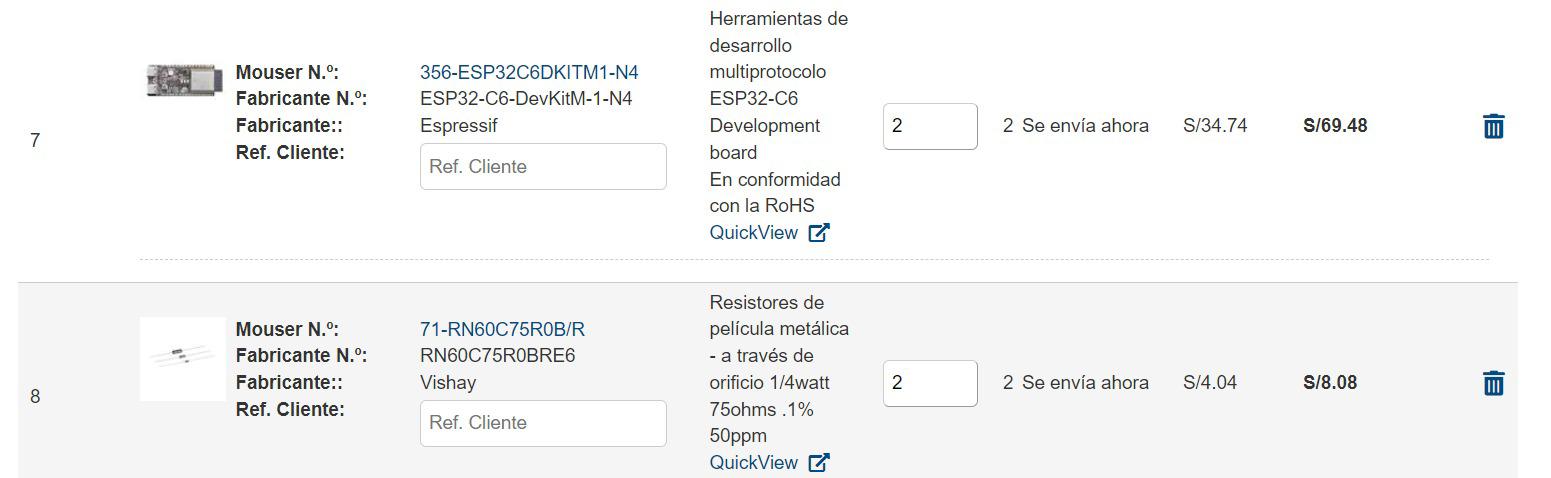 7
Mouser N.º: 356-ESP32C6DKITM1-N4
Fabricante N.º: ESP32-C6-DevKitM-1-N4
Fabricante:: Espressif
Ref. Cliente: Ref. Cliente
Herramientas de
desarrollo
multiprotocolo
ESP32-C6
Development
board
En conformidad
con la RoHS
QuickView
2
2 Se envía ahora
S/34.74
S/69.48
8
Mouser N.º: 71-RN60C75R0B/R
Fabricante N.º: RN60C75R0BRE6
Fabricante:: Vishay
Ref. Cliente: Ref. Cliente
Resistores de
película metálica
- a través de
orificio 1/4watt
75ohms .1%
50ppm
QuickView
2
2 Se envía ahora
S/4.04
S/8.08